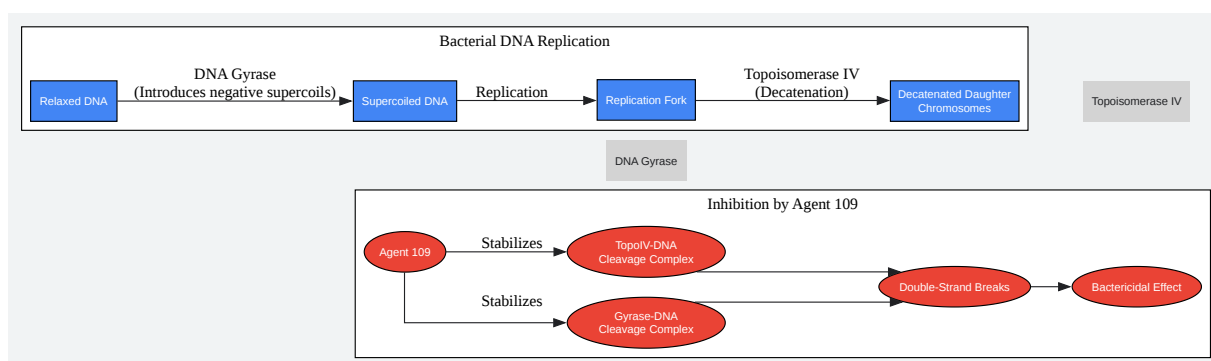 Bacterial DNA Replication
DNA Gyrase
(Introduces negative supercoils)
Topoisomerase IV
(Decatenation)
Relaxed DNA
Supercoiled DNA
Replication
Replication Fork
Decatenated Daughter
Chromosomes
Topoisomerase IV
DNA Gyrase
Inhibition by Agent 109
Agent 109
Stabilizes
TopoIV-DNA
Cleavage Complex
Stabilizes
Gyrase-DNA
Cleavage Complex
Double-Strand Breaks
Bactericidal Effect